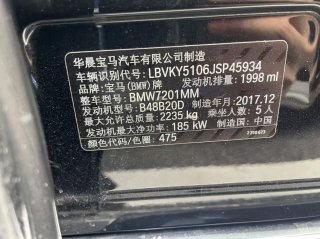 华晨宝马汽车有限公司制造
车辆识别代号: LBVKY5106JSP45934
品牌: 宝马(BMW)牌 发动机排量: 1998 ml
整车型号: BMW7201MM
发动机型号: B48B20D 制造年月: 2017.12
最大允许总质量: 2235 kg 乘坐人数: 5 人
发动机最大净功率: 185 kw 制造国: 中国
颜色代码/色圈: 475